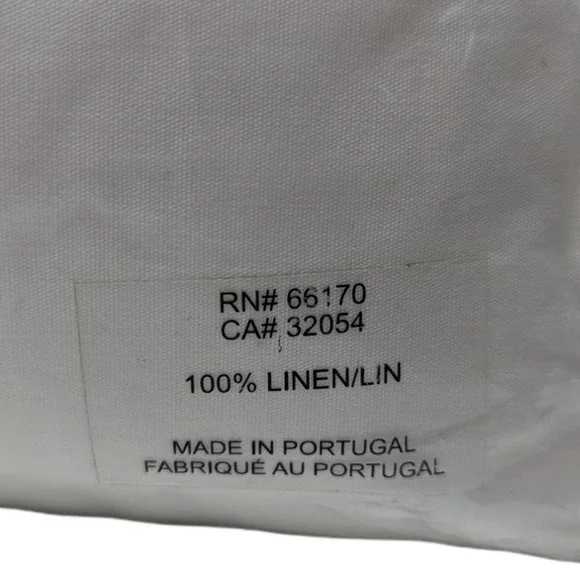 RN# 66170
CA# 32054
100% LINEN/LIN
MADE IN PORTUGAL
FABRIQUÉ AU PORTUGAL